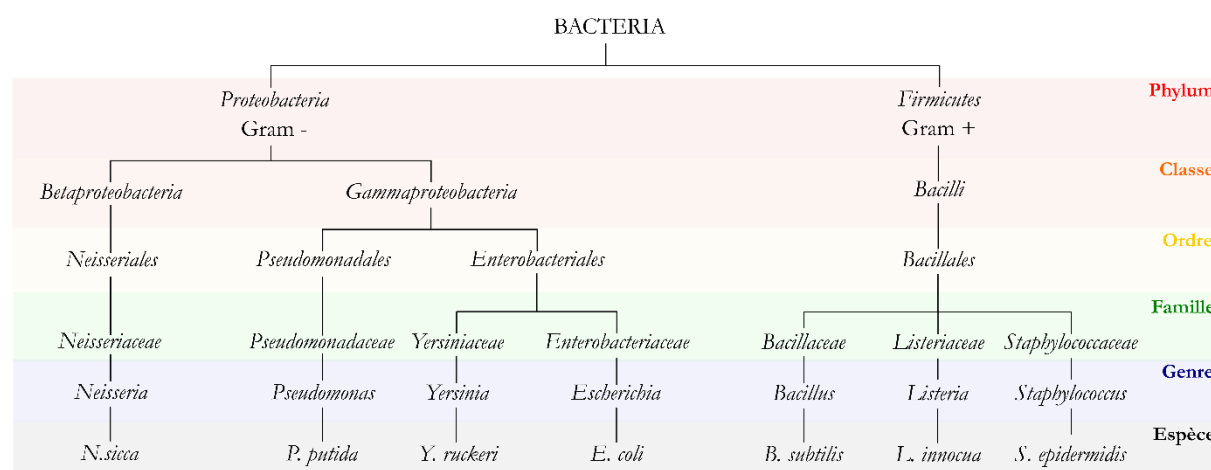 BACTERIA
Proteobacteria Firmicutes Phylum
Gram - Gram +
Betaproteobacteria Gammaproteobacteria Bacilli Classe
Neisseriales Pseudomonadales Enterobacteriales Bacillales Ordre
Neisseriaceae Pseudomonadaceae Yersiniaceae Enterobacteriaceae Bacillaceae Listeriaceae Staphylococcaceae Famille
Neisseria Pseudomonas Yersinia Escherichia Bacillus Listeria Staphylococcus Genre
N.sicca P. putida Y. ruckeri E. coli B. subtilis L. innocua S. epidermidis Espèce